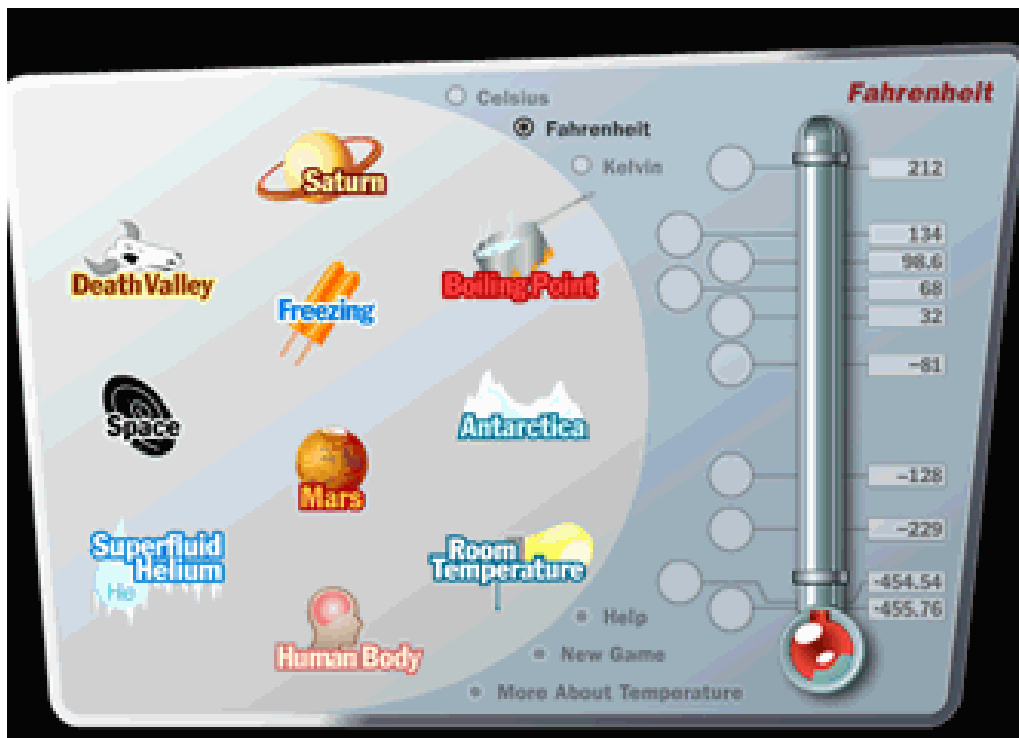 Celsius
Fahrenheit
Fahrenheit
Kelvin
Saturn
Death Valley
Freezing
Boiling Point
Space
Antarctica
Mars
Superfluid
Helium
He
Room
Temperature
Human Body
212
134
98.6
68
32
-81
-128
-229
-454.54
-455.76
Help
New Game
More About Temperature